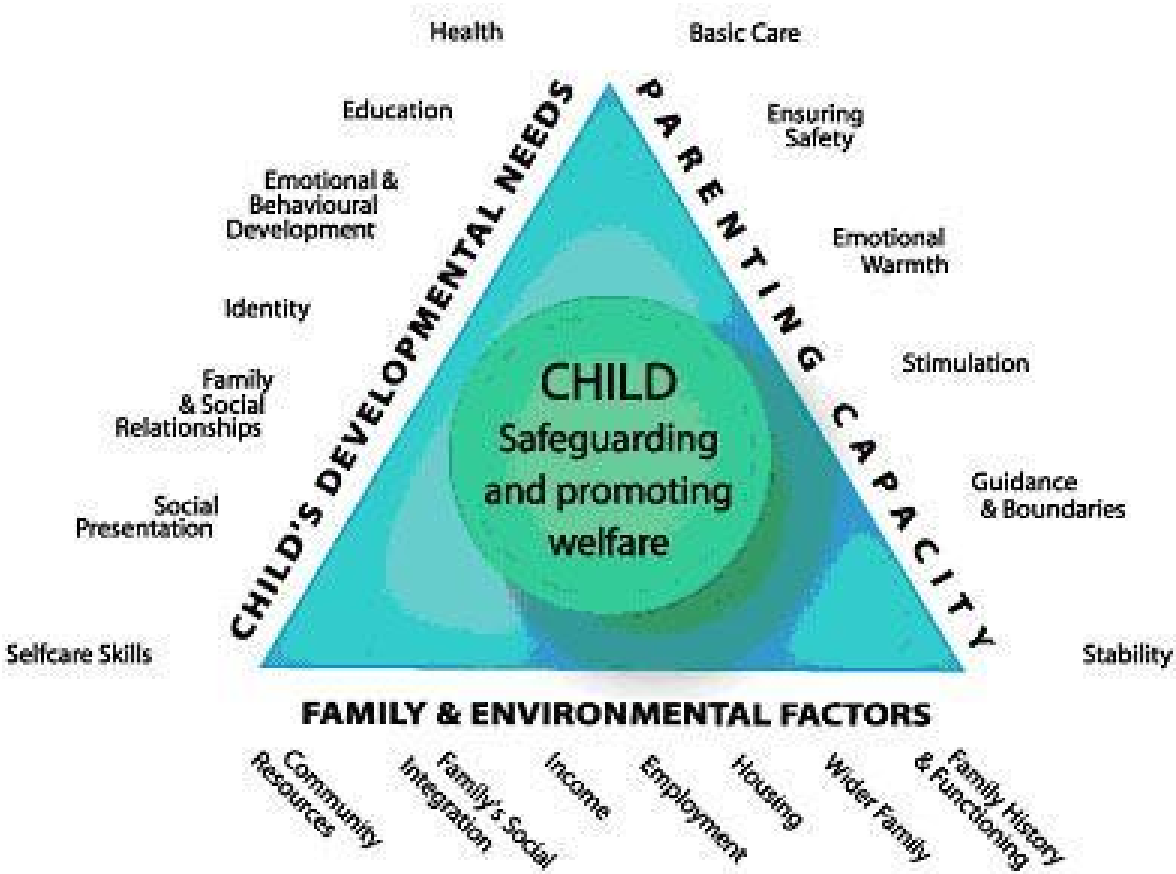 Health
Education
Emotional &
Behavioural
Development
Identity
Family
& Social
Relationships
Social
Presentation
Selfcare Skills
CHILD'S DEVELOPMENTAL NEEDS
Basic Care
Ensuring
Safety
Emotional
Warmth
Stimulation
Guidance
& Boundaries
Stability
PARENTING CAPACITY
CHILD
Safeguarding
and promoting
welfare
FAMILY & ENVIRONMENTAL FACTORS
Community
Resources
Family's Social
Integration
Income
Employment
Housing
Wider Family
Family History
& Functioning